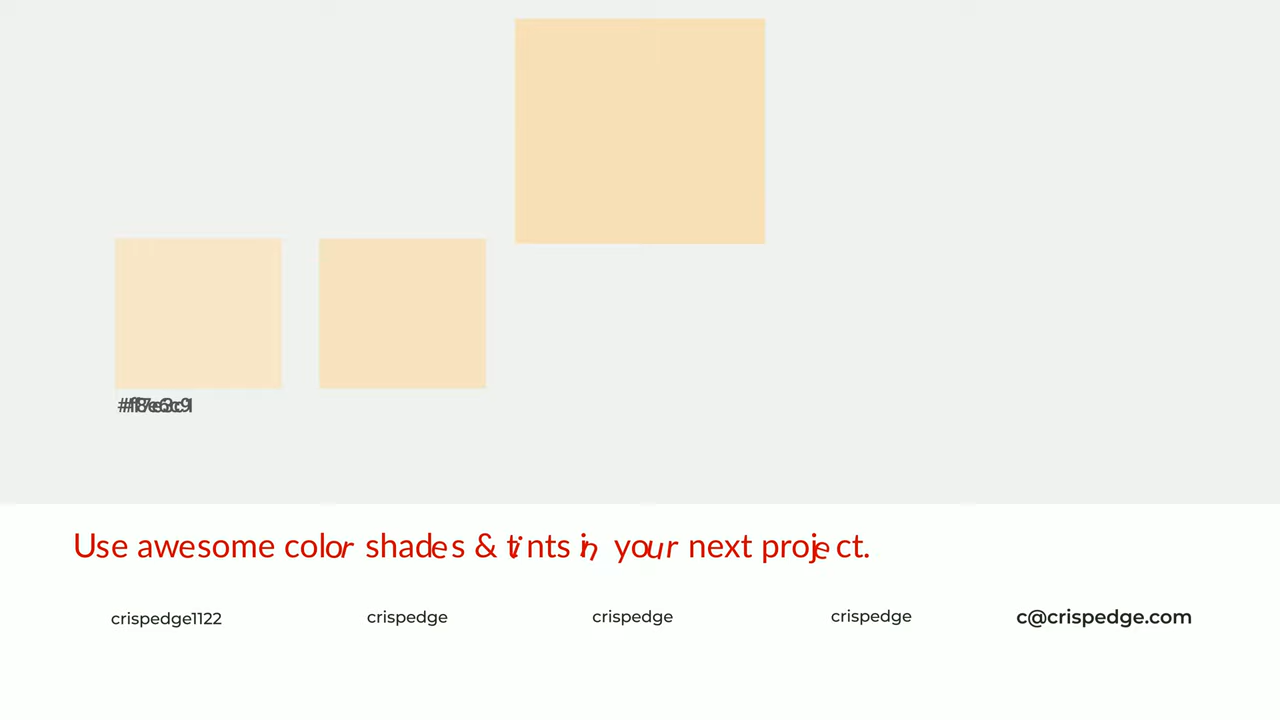 Use awesome color shades & tints in your next project.
crispedge1122 crispedge crispedge crispedge c@crispedge.com